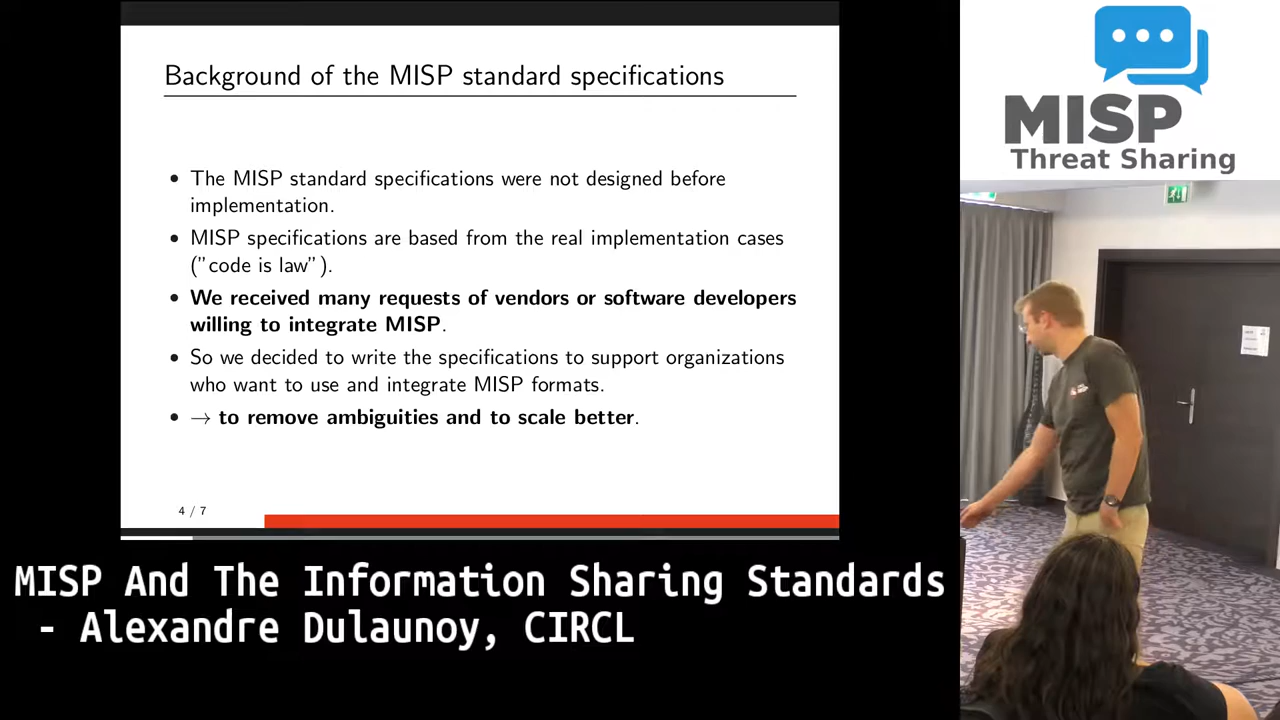 Background of the MISP standard specifications
• The MISP standard specifications were not designed before
implementation.
• MISP specifications are based from the real implementation cases
("code is law").
• We received many requests of vendors or software developers
willing to integrate MISP.
• So we decided to write the specifications to support organizations
who want to use and integrate MISP formats.
• → to remove ambiguities and to scale better.
4 / 7
MISP And The Information Sharing Standards
- Alexandre Dulaunoy, CIRCL
MISP
Threat Sharing